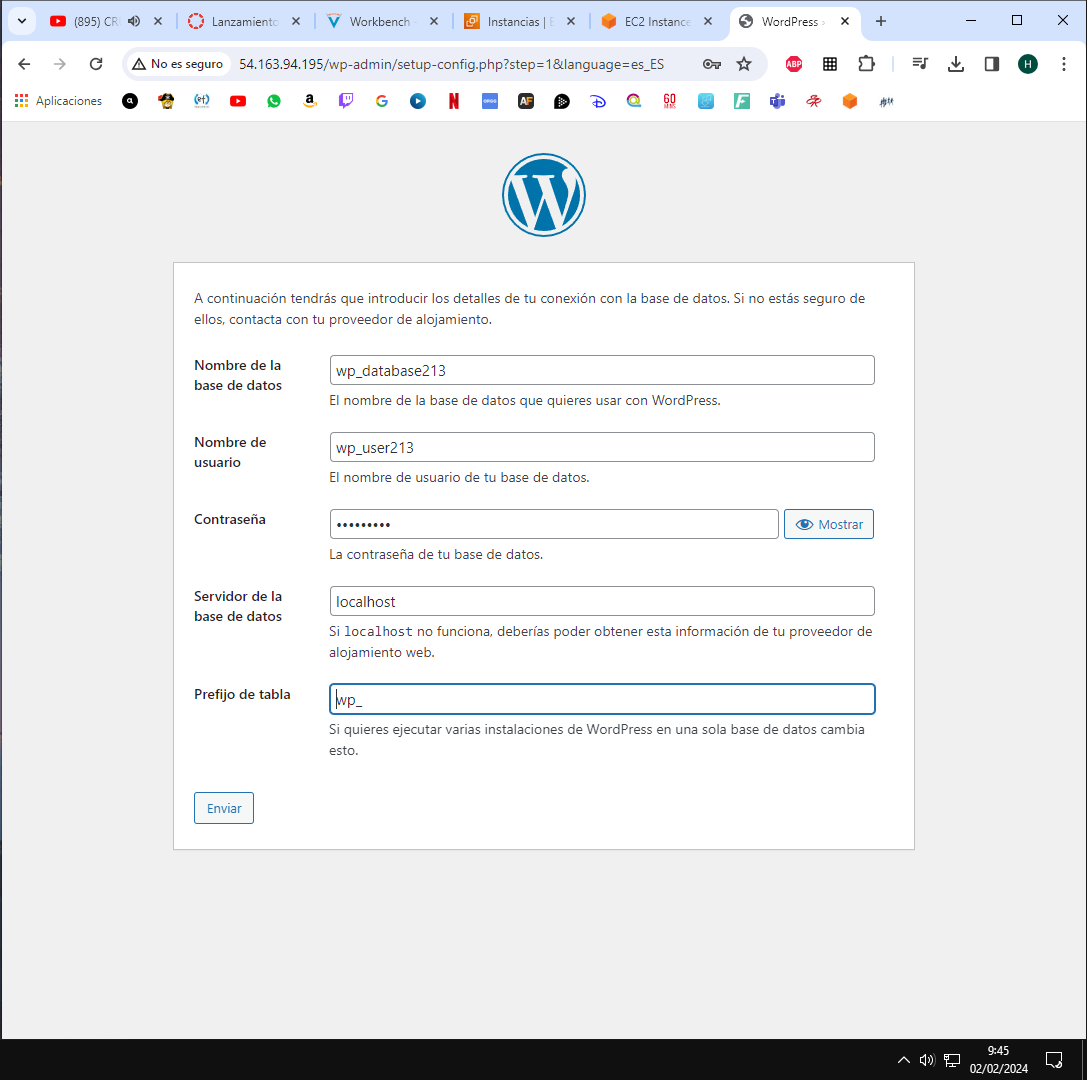 (895) CR
Lanzamiento
Workbench
Instancias | E
EC2 Instance
WordPress ›
No es seguro
54.163.94.195/wp-admin/setup-config.php?step=1&language=es_ES
ABP
H
Aplicaciones
A continuación tendrás que introducir los detalles de tu conexión con la base de datos. Si no estás seguro de
ellos, contacta con tu proveedor de alojamiento.
Nombre de la
base de datos
wp_database213
El nombre de la base de datos que quieres usar con WordPress.
Nombre de
usuario
wp_user213
El nombre de usuario de tu base de datos.
Contraseña
•••••••••
Mostrar
La contraseña de tu base de datos.
Servidor de la
base de datos
localhost
Si localhost no funciona, deberías poder obtener esta información de tu proveedor de
alojamiento web.
Prefijo de tabla
wp_
Si quieres ejecutar varias instalaciones de WordPress en una sola base de datos cambia
esto.
Enviar
9:45
02/02/2024